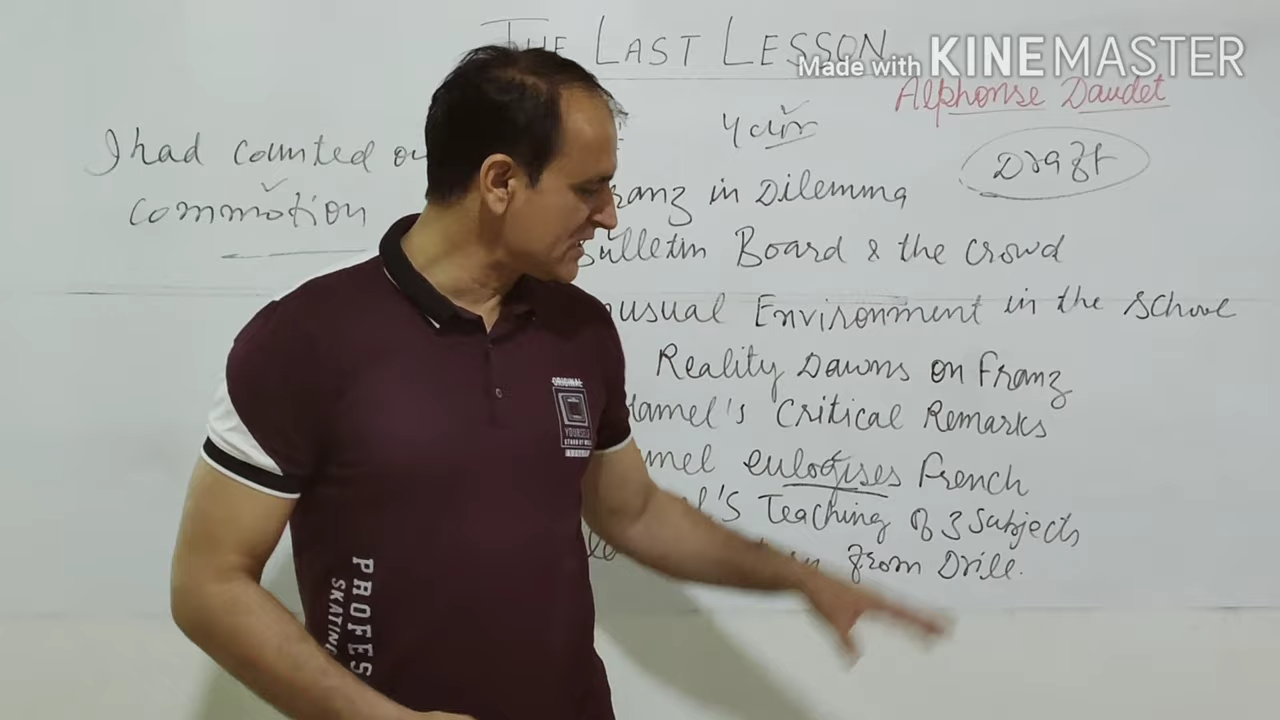 THE LAST LESSON
Made with KINEMASTER
Alphonse Daudet
I had counted on
commotion
Draft
Franz in Dilemma
Bulletin Board & the crowd
Environment in the school
Reality Dawns on Franz
Hamel's Critical Remarks
eulogises French
Teaching of 3 Subjects
from Drill.
ORIGINAL
YOURSELF
PROFES
SKATIN